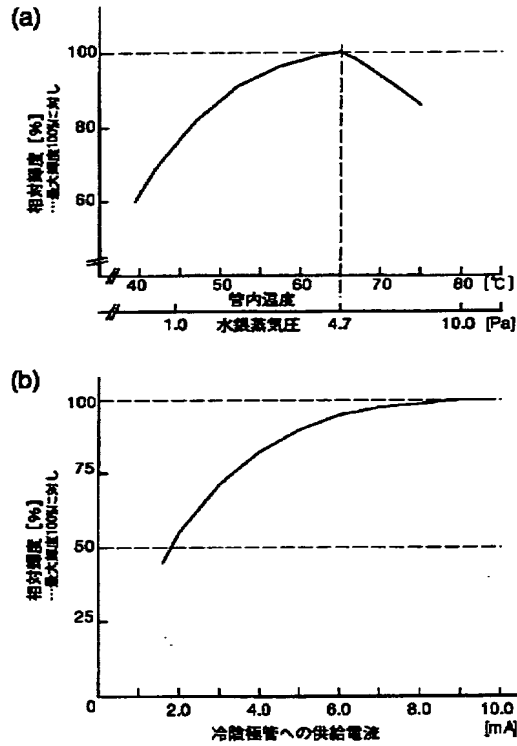 (a)
相対輝度 [%]
…最大輝度100%に対し
100
80
60
40 50 60 70 80 [℃]
管内温度
1.0 水銀蒸気圧 4.7 10.0 [Pa]
(b)
相対輝度 [%]
…最大輝度100%に対し
100
75
50
25
0 2.0 4.0 6.0 8.0 10.0
[mA]
冷陰極管への供給電流